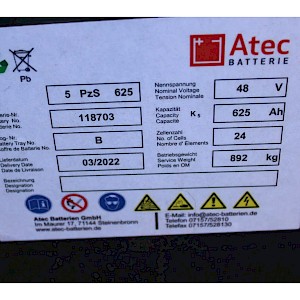 Pb
Atec
BATTERIE
5 PzS 625
Nennspannung
Nominal Voltage
Tension Nominale
48 V
118703
Kapazität
Capacity
Capacité
K5
625 Ah
Battery Tray No
B
Zellenzahl
No. of Cells
Nombre d' Elements
24
Lieferdatum
Delivery Date
Date de Livraison
03/2022
Betriebsgewicht
Service Weight
Poids an OM
892 kg
Bezeichnung
Designation
Designation
Atec Batterien GmbH
Im Maurer 17, 71144 Steinenbronn
www.atec-batterien.de
E-Mail: info@atec-batterien.de
Telefon 07157/52810
Telefax 07157/528130